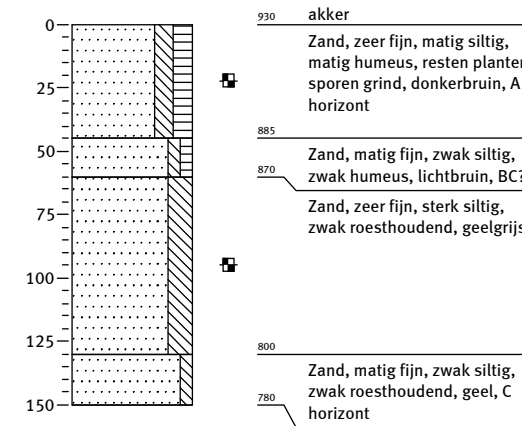 0
25
50
75
100
125
150
930 akker
Zand, zeer fijn, matig siltig,
matig humeus, resten planten
sporen grind, donkerbruin, A
horizont
885
Zand, matig fijn, zwak siltig,
870
zwak humeus, lichtbruin, BC?
Zand, zeer fijn, sterk siltig,
zwak roesthoudend, geelgrijs
800
Zand, matig fijn, zwak siltig,
780
zwak roesthoudend, geel, C
horizont